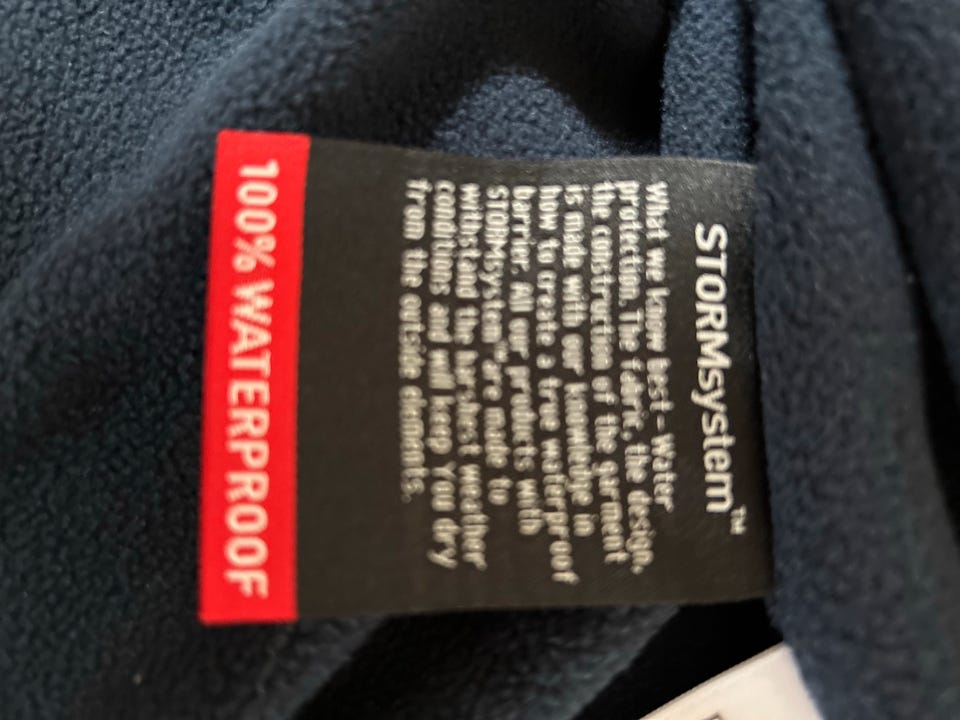 STORMsystem™
What we know best - Water
protection. The fabric, the design,
the construction of the garment
is made with our knowledge in
how to create a true waterproof
barrier. All our products with
STORMsystem™ are made to
withstand the harshest weather
conditions and will keep You dry
from the outside elements.
100% WATERPROOF